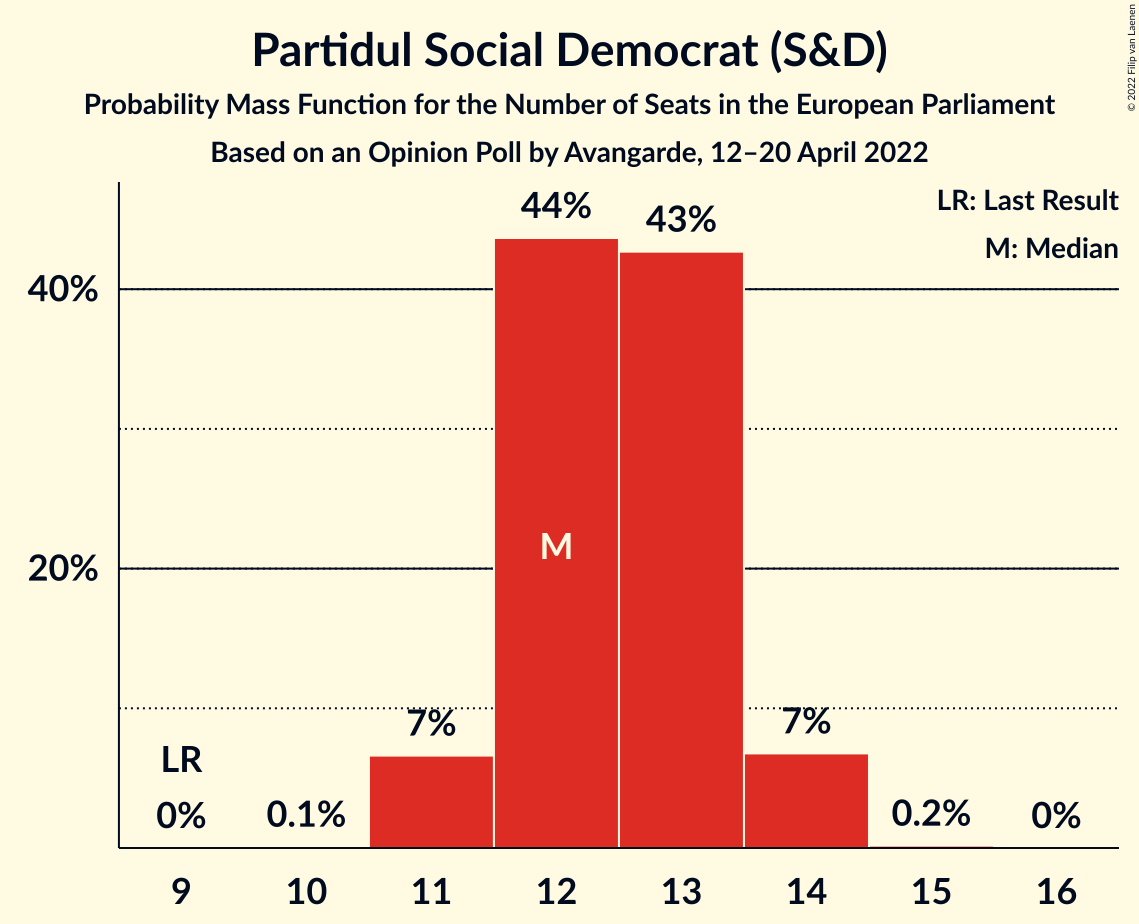 Partidul Social Democrat (S&D)
Probability Mass Function for the Number of Seats in the European Parliament
Based on an Opinion Poll by Avangarde, 12–20 April 2022
© 2022 Filip van Laenen
LR: Last Result
M: Median
44%
43%
40%
M
20%
7%
7%
LR
0%
0.1%
0.2%
0%
9
10
11
12
13
14
15
16